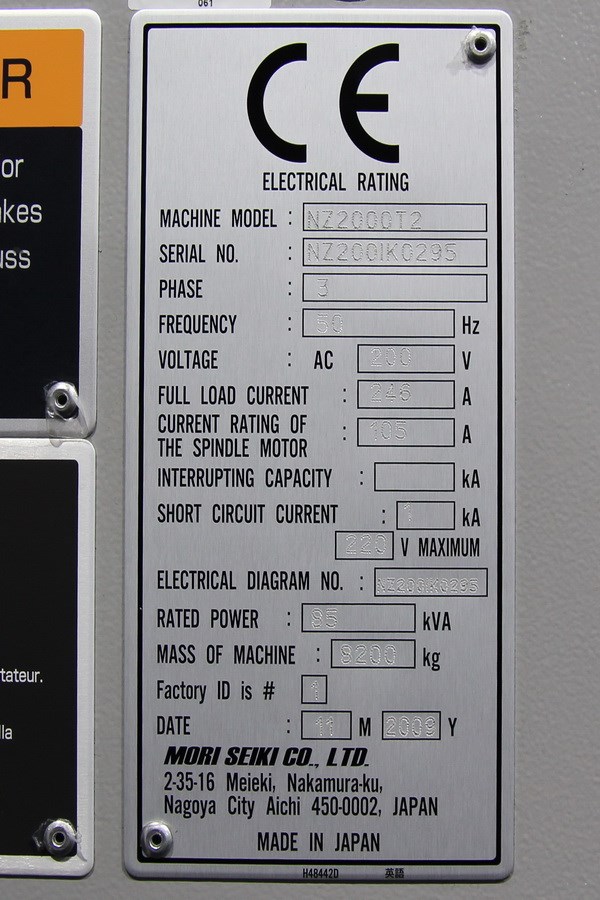 061
R
or
akes
uss
tateur.
lla
CE
ELECTRICAL RATING
MACHINE MODEL : NZ2000T2
SERIAL NO. : NZ200IK0295
PHASE : 3
FREQUENCY : 50 Hz
VOLTAGE : AC 200 V
FULL LOAD CURRENT : 246 A
CURRENT RATING OF
THE SPINDLE MOTOR : 105 A
INTERRUPTING CAPACITY : kA
SHORT CIRCUIT CURRENT : 1 kA
220 V MAXIMUM
ELECTRICAL DIAGRAM NO. : NZ200IK0295
RATED POWER : 85 kVA
MASS OF MACHINE : 8200 kg
Factory ID is # 1
DATE : 11 M 2009 Y
MORI SEIKI CO., LTD.
2-35-16 Meieki, Nakamura-ku,
Nagoya City Aichi 450-0002, JAPAN
MADE IN JAPAN
H48442D 英語